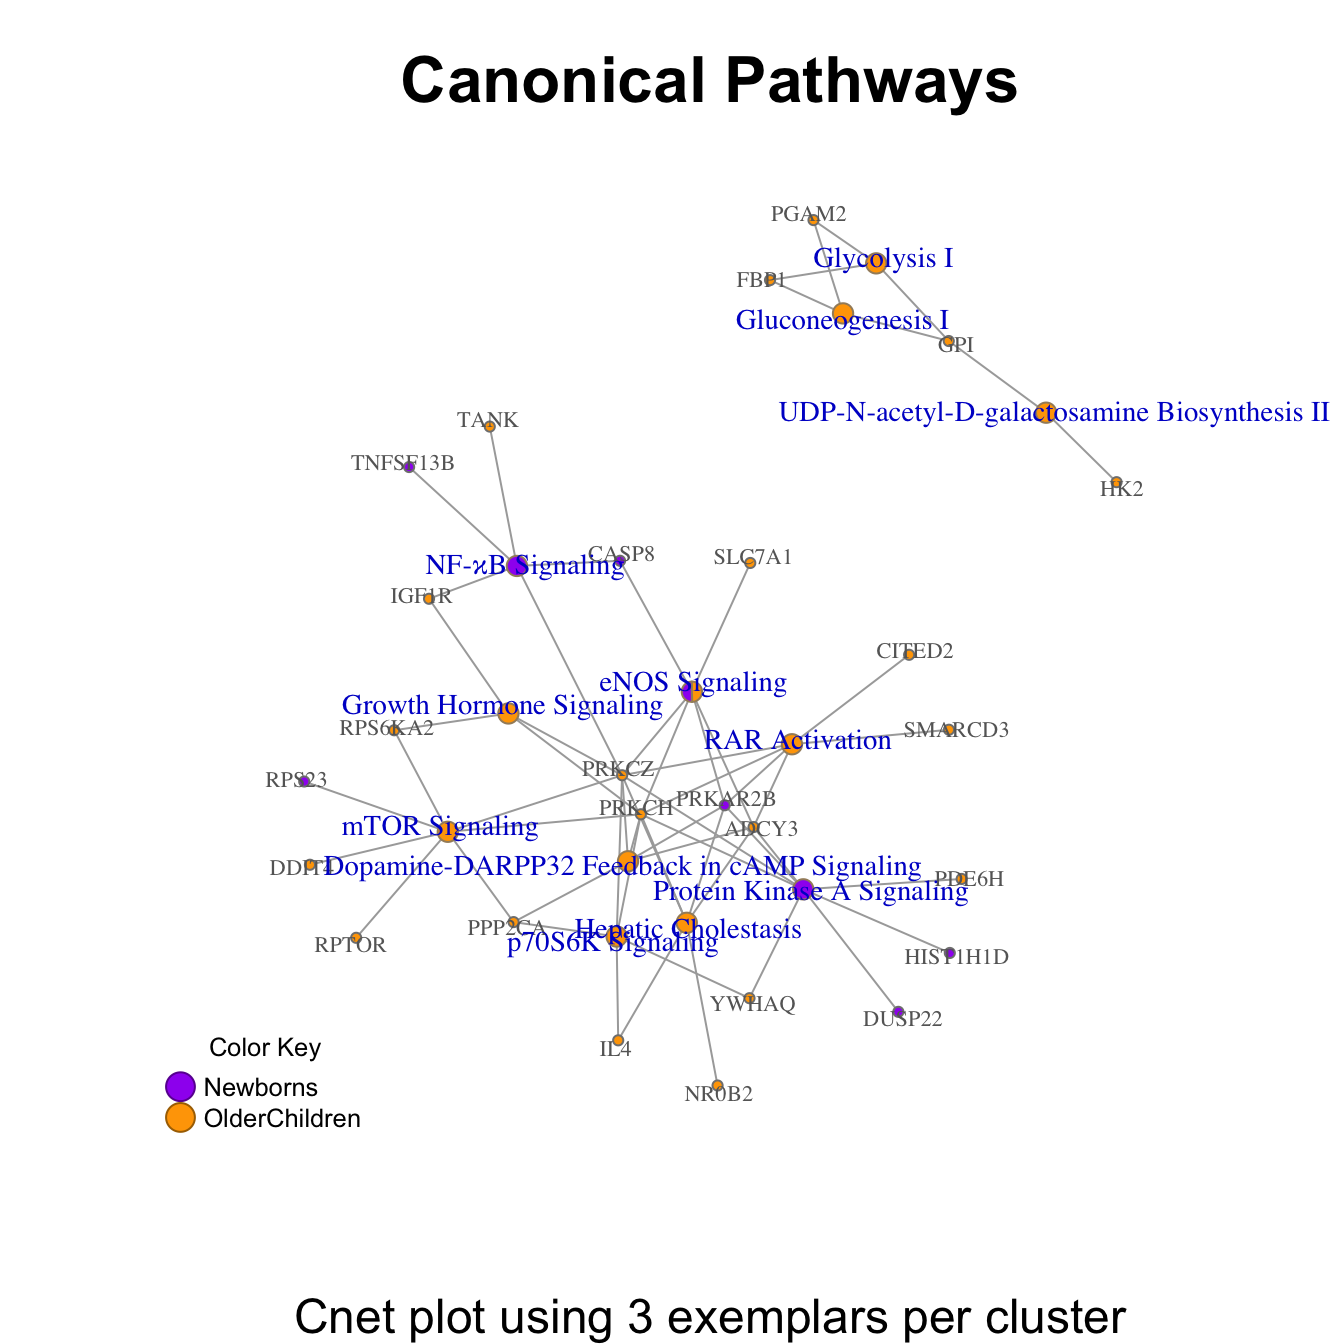 Canonical Pathways
PGAM2
Glycolysis I
FBP1
Gluconeogenesis I
GPI
UDP-N-acetyl-D-galactosamine Biosynthesis II
HK2
TANK
TNFSF13B
CASP8
SLC7A1
NF-ϰB Signaling
IGF1R
CITED2
eNOS Signaling
Growth Hormone Signaling
RPS6KA2
SMARCD3
RAR Activation
PRKCZ
RPS23
PRKAR2B
PRKCH
mTOR Signaling
ADCY3
DDIT4
Dopamine-DARPP32 Feedback in cAMP Signaling
PDE6H
Protein Kinase A Signaling
PPP2CA
Hepatic Cholestasis
p70S6K Signaling
RPTOR
HIST1H1D
YWHAQ
DUSP22
IL4
NR0B2
Color Key
Newborns
OlderChildren
Cnet plot using 3 exemplars per cluster